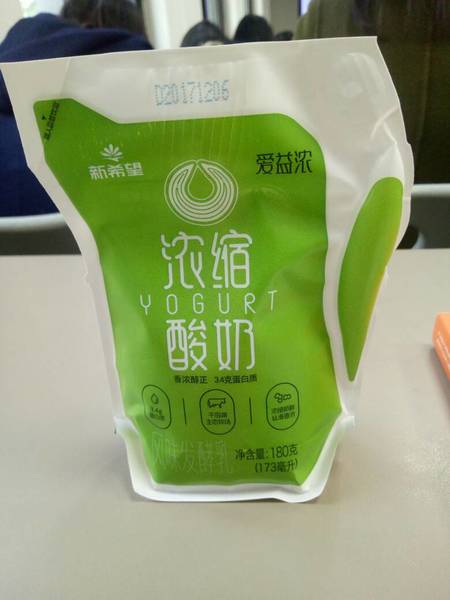 D20171206
新希望
爱益浓
浓缩
YOGURT
酸奶
香浓醇正 3.4克蛋白质
风味发酵乳
净含量:180克
(173毫升)